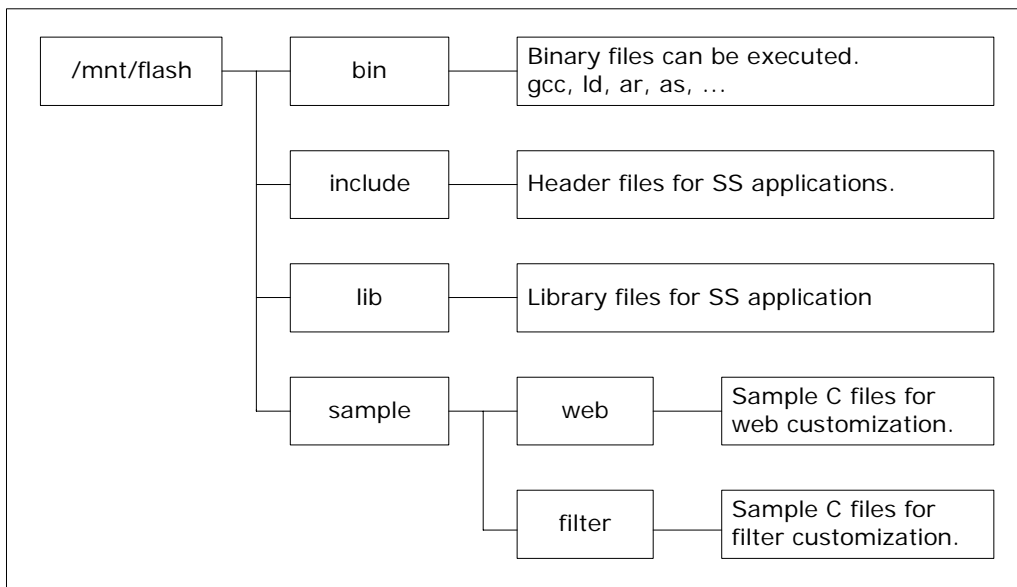 /mnt/flash
bin
Binary files can be executed.
gcc, ld, ar, as, ...
include
Header files for SS applications.
lib
Library files for SS application
sample
web
Sample C files for
web customization.
filter
Sample C files for
filter customization.